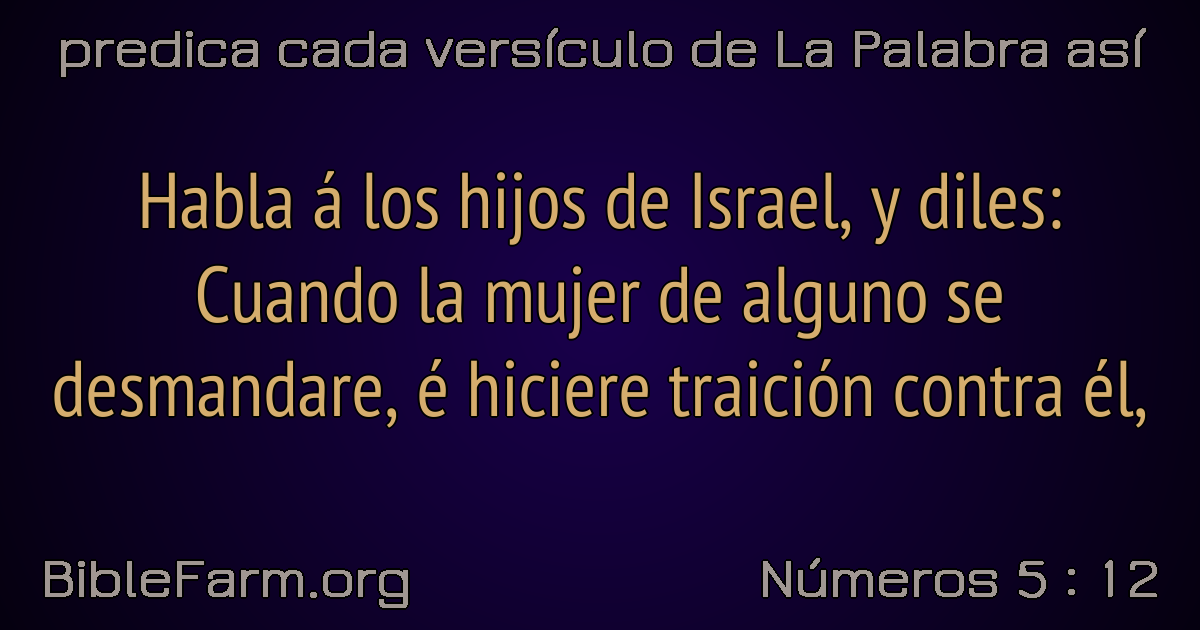 predica cada versículo de La Palabra así
Habla á los hijos de Israel, y diles:
Cuando la mujer de alguno se
desmandare, é hiciere traición contra él,
BibleFarm.org
Números 5 : 12